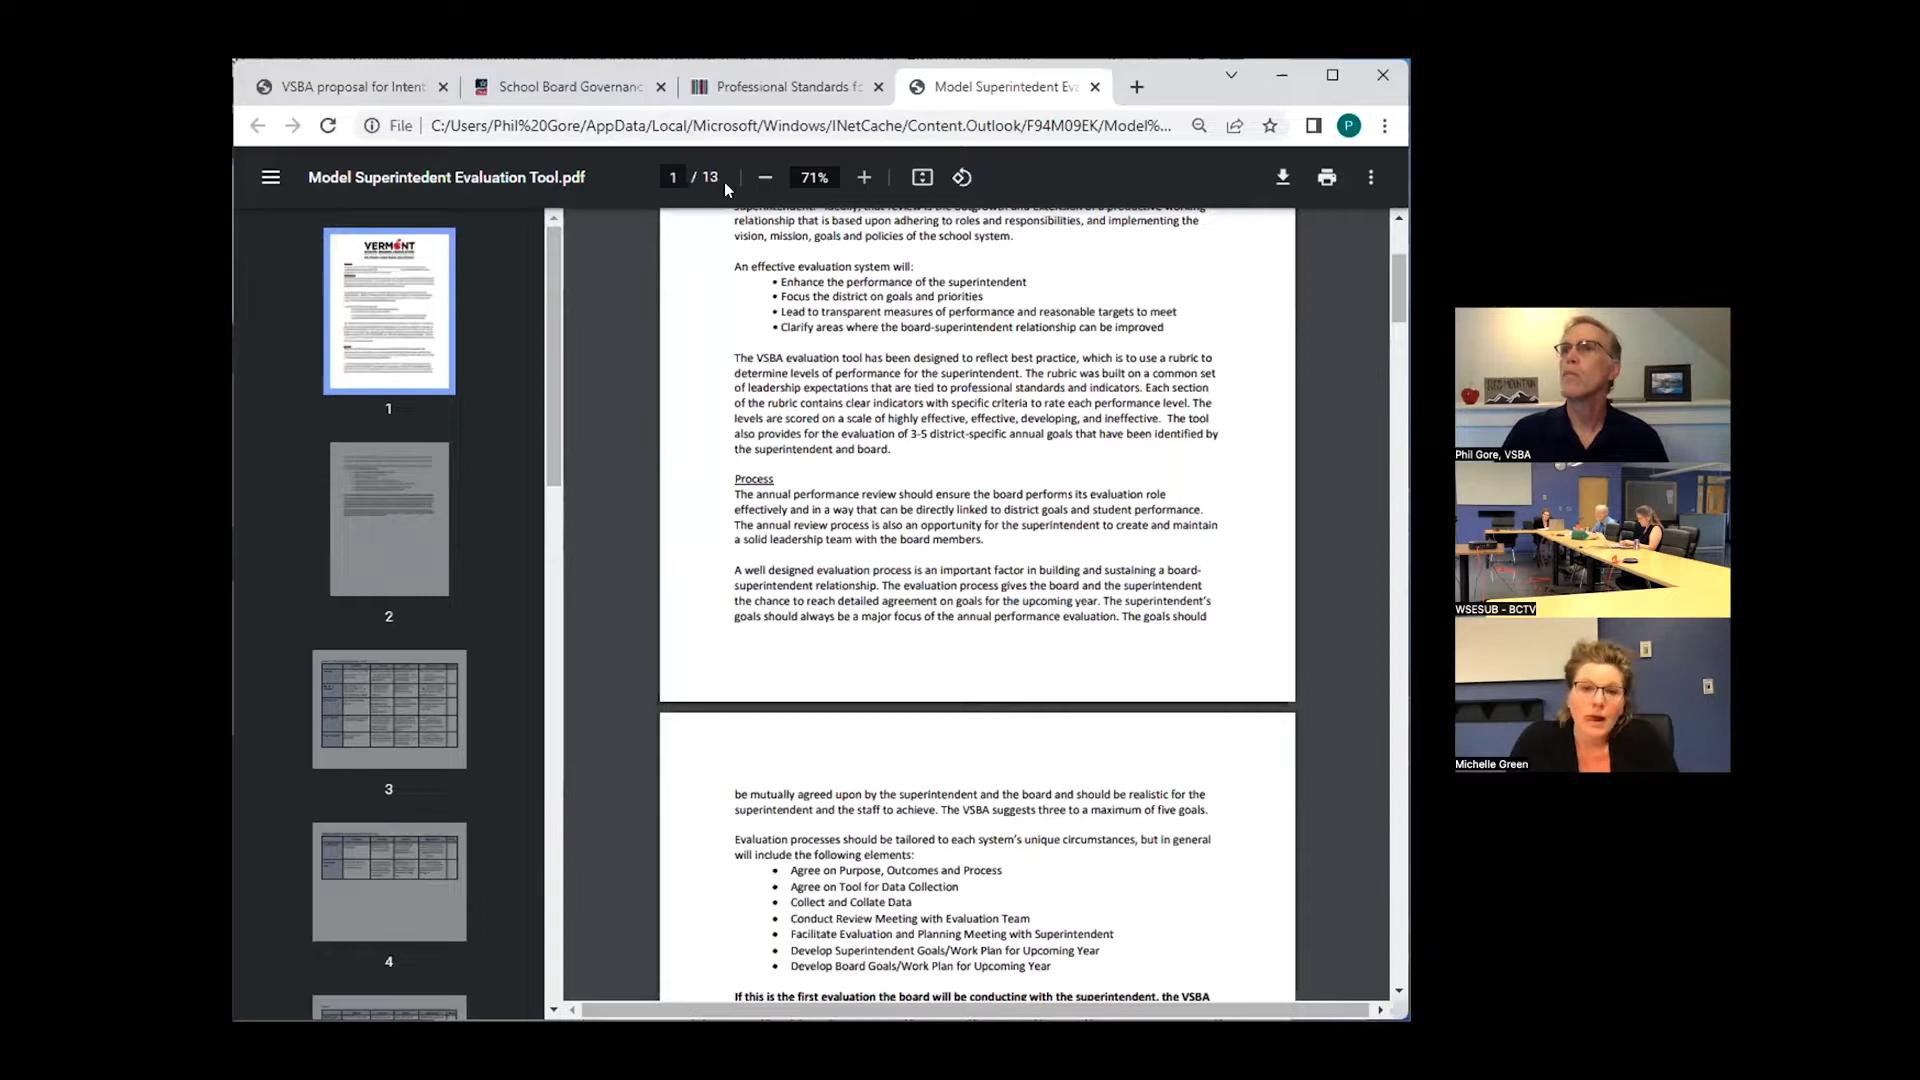 VSBA proposal for Intent
School Board Governanc
Professional Standards fo
Model Superintedent Eva
File
C:/Users/Phil%20Gore/AppData/Local/Microsoft/Windows/INetCache/Content.Outlook/F94M09EK/Model%...
P
Model Superintedent Evaluation Tool.pdf
1 / 13
71%
relationship that is based upon adhering to roles and responsibilities, and implementing the
vision, mission, goals and policies of the school system.
An effective evaluation system will:
• Enhance the performance of the superintendent
• Focus the district on goals and priorities
• Lead to transparent measures of performance and reasonable targets to meet
• Clarify areas where the board-superintendent relationship can be improved
The VSBA evaluation tool has been designed to reflect best practice, which is to use a rubric to
determine levels of performance for the superintendent. The rubric was built on a common set
of leadership expectations that are tied to professional standards and indicators. Each section
of the rubric contains clear indicators with specific criteria to rate each performance level. The
levels are scored on a scale of highly effective, effective, developing, and ineffective. The tool
also provides for the evaluation of 3-5 district-specific annual goals that have been identified by
the superintendent and board.
Process
The annual performance review should ensure the board performs its evaluation role
effectively and in a way that can be directly linked to district goals and student performance.
The annual review process is also an opportunity for the superintendent to create and maintain
a solid leadership team with the board members.
A well designed evaluation process is an important factor in building and sustaining a board-
superintendent relationship. The evaluation process gives the board and the superintendent
the chance to reach detailed agreement on goals for the upcoming year. The superintendent's
goals should always be a major focus of the annual performance evaluation. The goals should
be mutually agreed upon by the superintendent and the board and should be realistic for the
superintendent and the staff to achieve. The VSBA suggests three to a maximum of five goals.
Evaluation processes should be tailored to each system's unique circumstances, but in general
will include the following elements:
• Agree on Purpose, Outcomes and Process
• Agree on Tool for Data Collection
• Collect and Collate Data
• Conduct Review Meeting with Evaluation Team
• Facilitate Evaluation and Planning Meeting with Superintendent
• Develop Superintendent Goals/Work Plan for Upcoming Year
• Develop Board Goals/Work Plan for Upcoming Year
If this is the first evaluation the board will be conducting with the superintendent, the VSBA
VERMONT
1
2
3
4
Phil Gore, VSBA
WSESUB - BCTV
Michelle Green